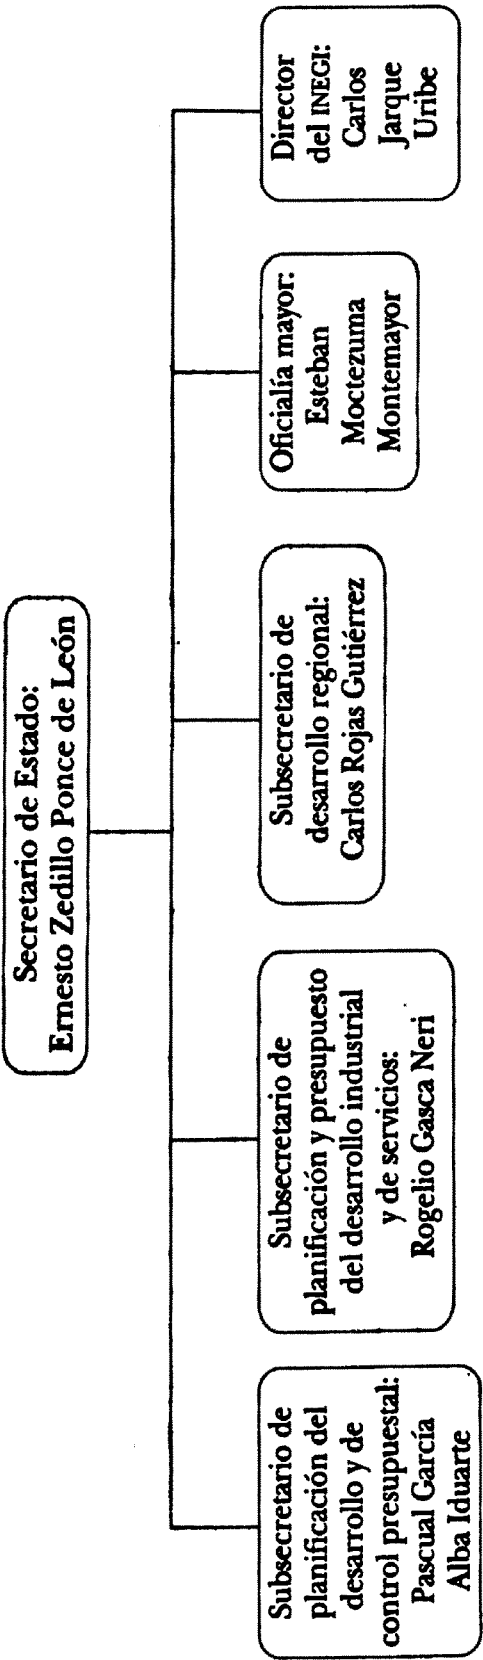 Secretario de Estado:
Ernesto Zedillo Ponce de León
Subsecretario de
planificación del
desarrollo y de
control presupuestal:
Pascual García
Alba Iduarte
Subsecretario de
planificación y presupuesto
del desarrollo industrial
y de servicios:
Rogelio Gasca Neri
Subsecretario de
desarrollo regional:
Carlos Rojas Gutiérrez
Oficialía mayor:
Esteban
Moctezuma
Montemayor
Director
del INEGI:
Carlos
Jarque
Uribe